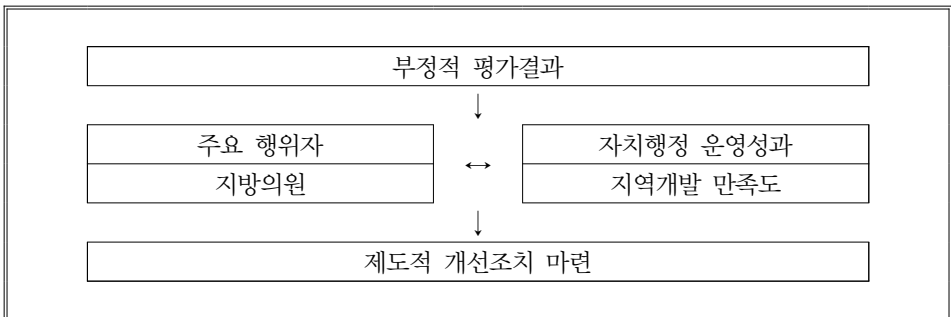 부정적 평가결과
↓
주요 행위자
지방의원
↔
자치행정 운영성과
지역개발 만족도
↓
제도적 개선조치 마련